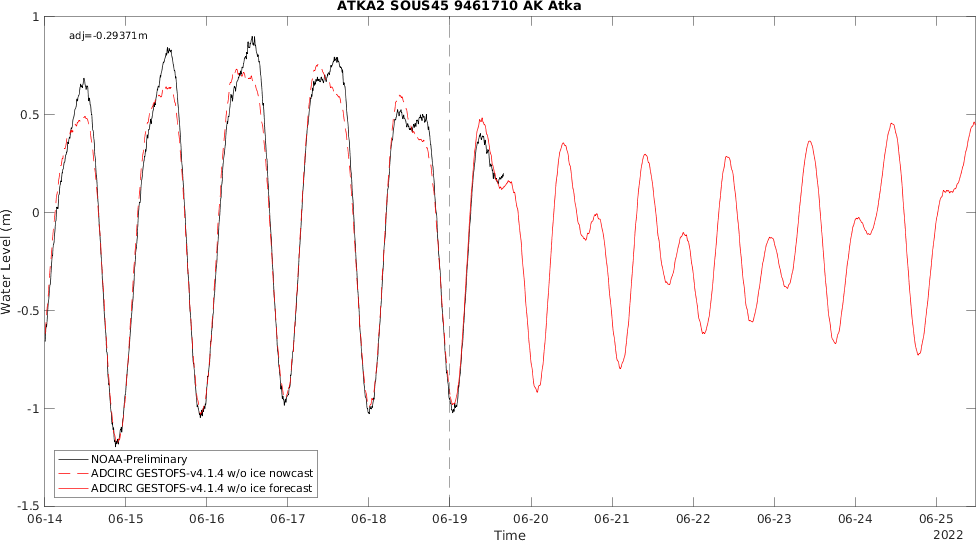 ATKA2 SOUS45 9461710 AK Atka
adj=-0.29371m
1
0.5
0
-0.5
-1
-1.5
Water Level (m)
NOAA-Preliminary
ADCIRC GESTOFS-v4.1.4 w/o ice nowcast
ADCIRC GESTOFS-v4.1.4 w/o ice forecast
06-14 06-15 06-16 06-17 06-18 06-19 06-20 06-21 06-22 06-23 06-24 06-25
Time
2022